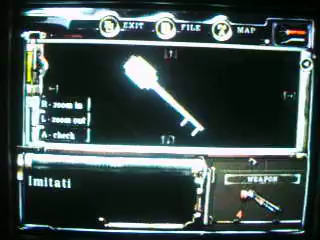 EXIT FILE MAP
R - zoom in
L - zoom out
A - check
Imitati
WEAPON